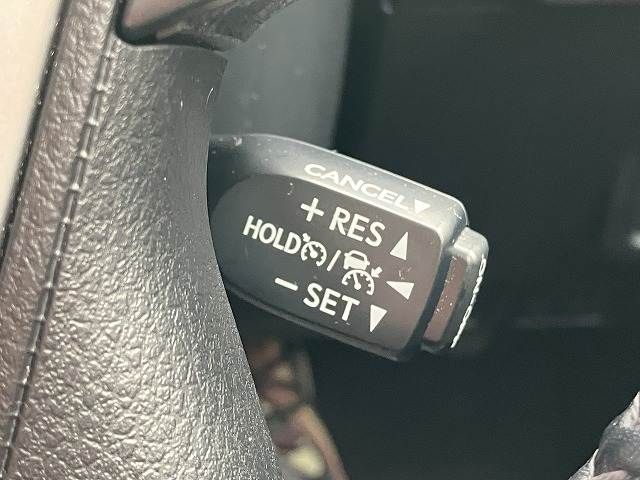 CANCEL▼
+ RES ▲
HOLD /
− SET ▼